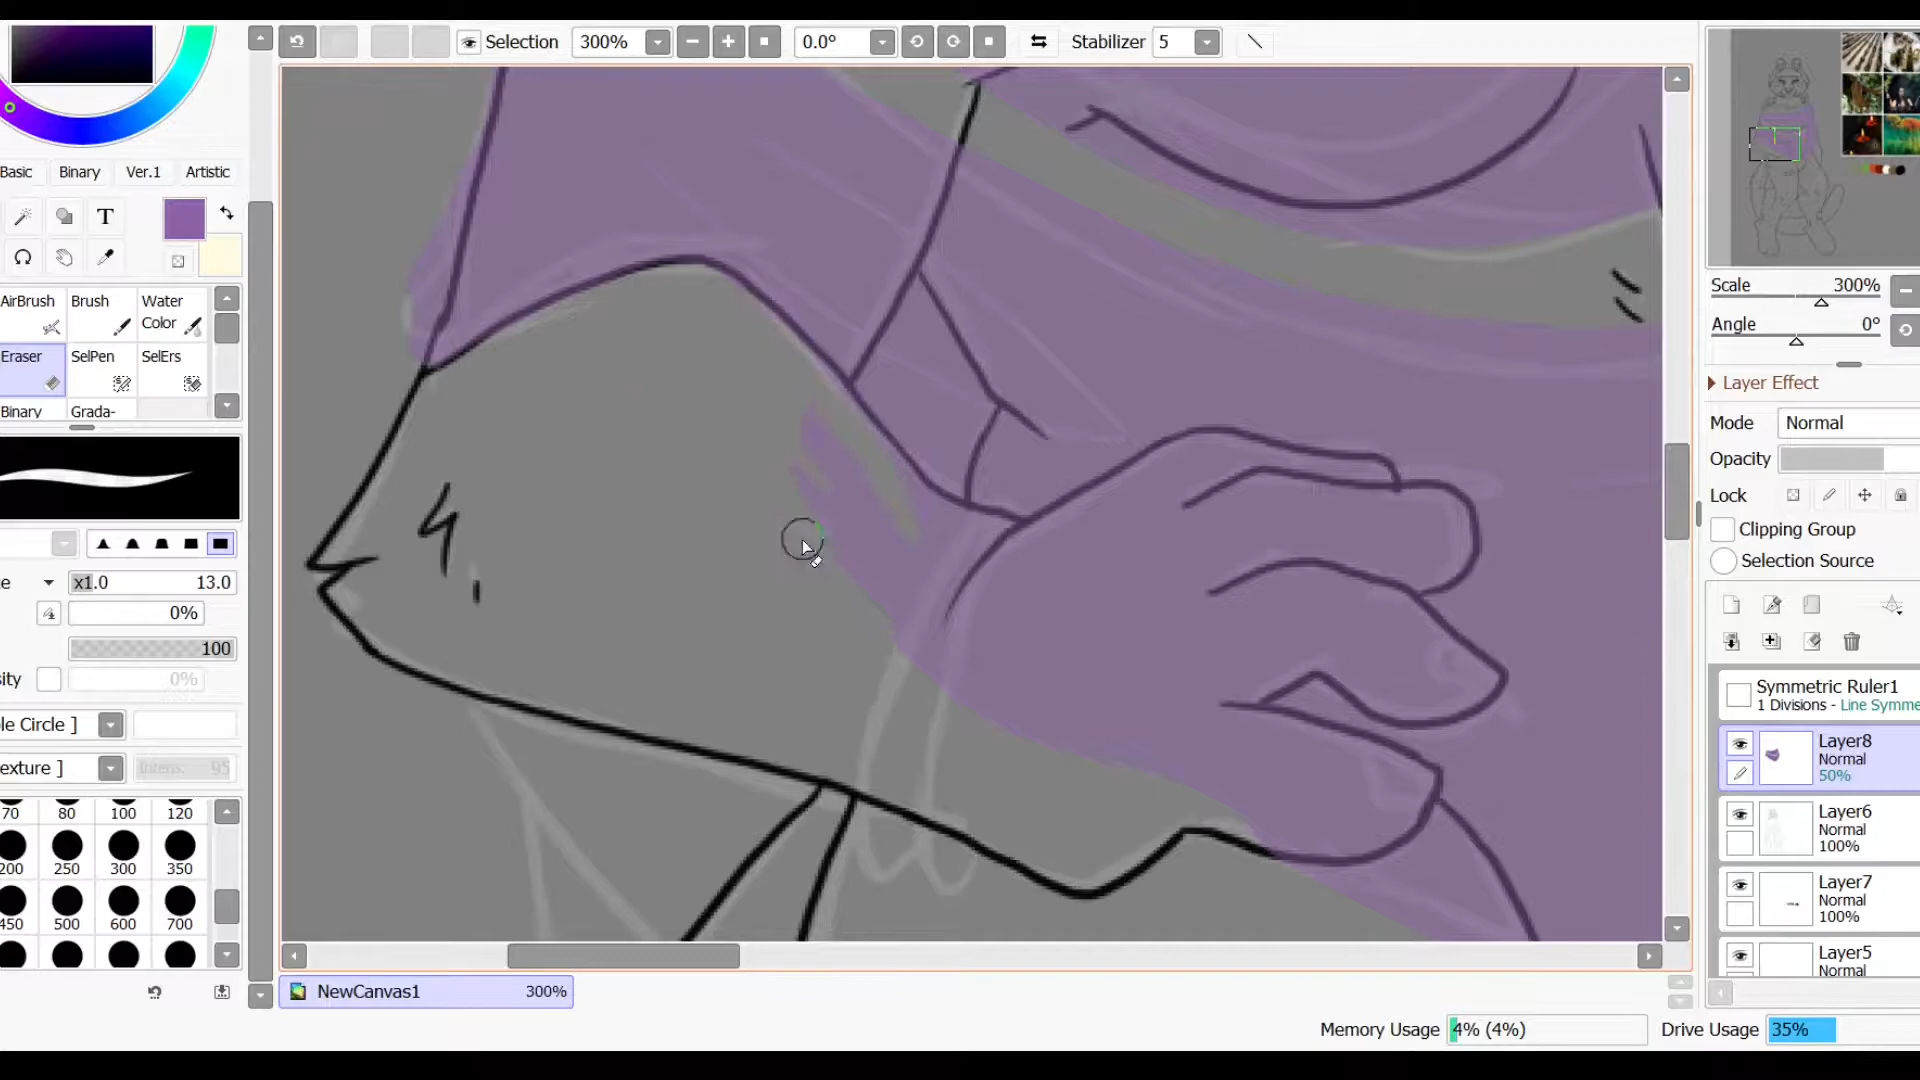 Selection 300% 0.0° Stabilizer 5
Basic Binary Ver.1 Artistic
T
AirBrush Brush Water Color
Eraser SelPen SelErs
Binary Grada-
x1.0 13.0
0%
100
sity 0%
le Circle ]
exture ] Intens. 95
70 80 100 120
200 250 300 350
450 500 600 700
NewCanvas1 300%
Memory Usage 4% (4%) Drive Usage 35%
Scale 300%
Angle 0°
Layer Effect
Mode Normal
Opacity
Lock
Clipping Group
Selection Source
Symmetric Ruler1
1 Divisions - Line Symme
Layer8
Normal
50%
Layer6
Normal
100%
Layer7
Normal
100%
Layer5
Normal